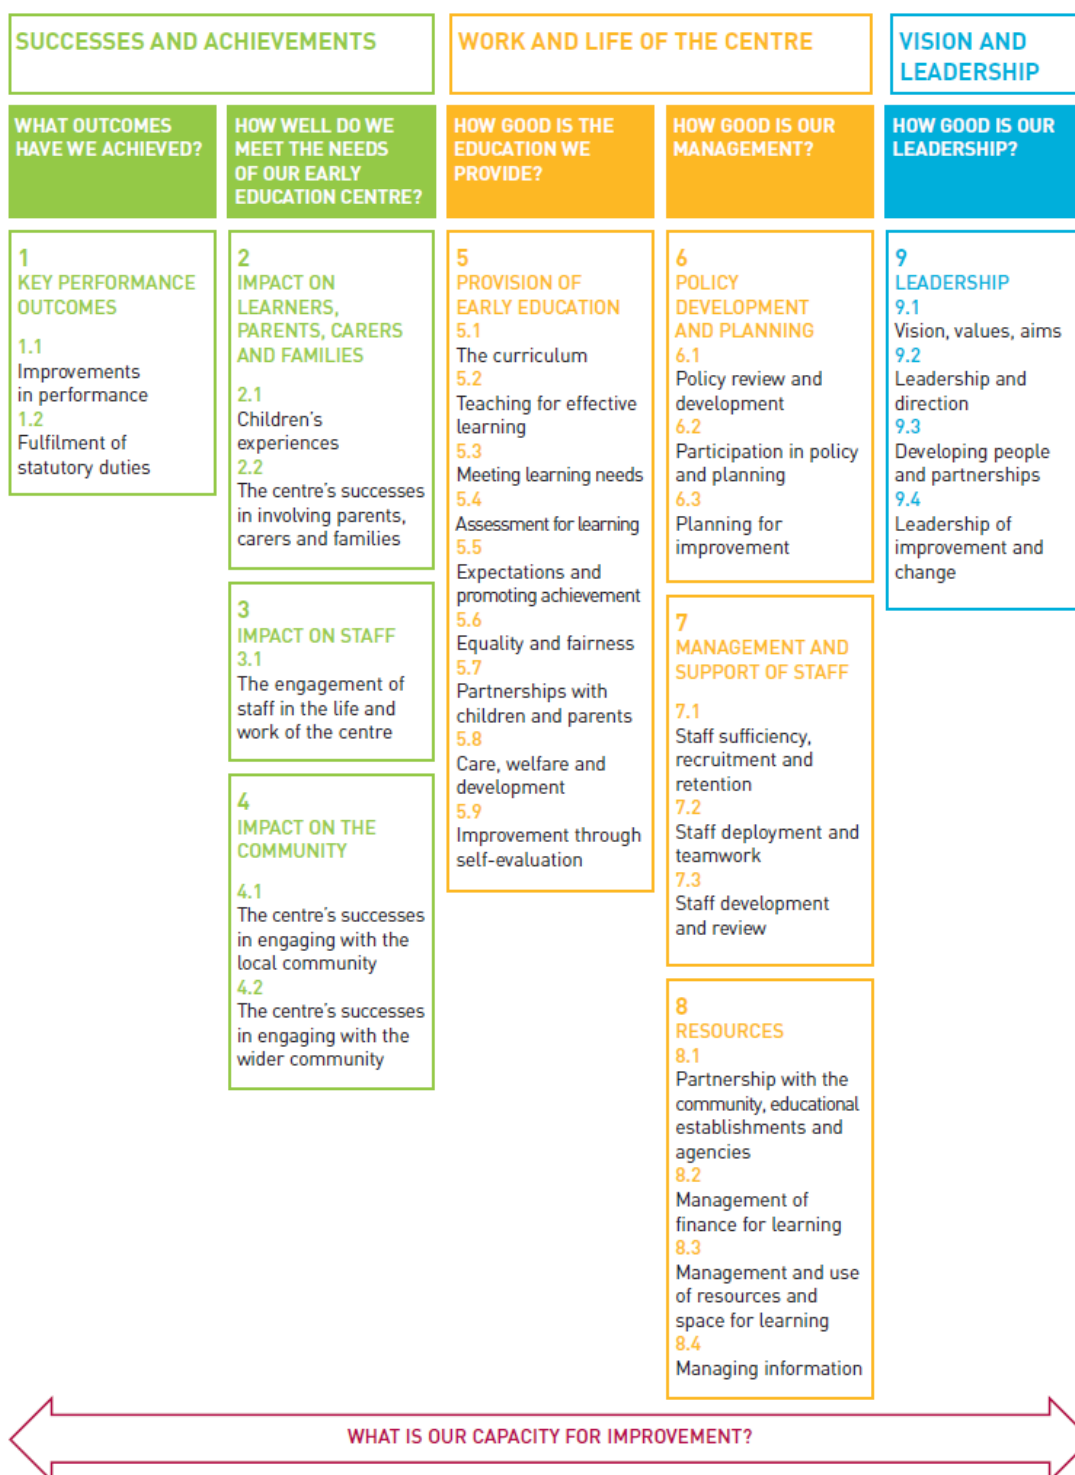 SUCCESSES AND ACHIEVEMENTS
WORK AND LIFE OF THE CENTRE
VISION AND
LEADERSHIP
WHAT OUTCOMES
HAVE WE ACHIEVED?
HOW WELL DO WE
MEET THE NEEDS
OF OUR EARLY
EDUCATION CENTRE?
HOW GOOD IS THE
EDUCATION WE
PROVIDE?
HOW GOOD IS OUR
MANAGEMENT?
HOW GOOD IS OUR
LEADERSHIP?
1
KEY PERFORMANCE
OUTCOMES
1.1
Improvements
in performance
1.2
Fulfilment of
statutory duties
2
IMPACT ON
LEARNERS,
PARENTS, CARERS
AND FAMILIES
2.1
Children's
experiences
2.2
The centre's successes
in involving parents,
carers and families
3
IMPACT ON STAFF
3.1
The engagement of
staff in the life and
work of the centre
4
IMPACT ON THE
COMMUNITY
4.1
The centre's successes
in engaging with the
local community
4.2
The centre's successes
in engaging with the
wider community
5
PROVISION OF
EARLY EDUCATION
5.1
The curriculum
5.2
Teaching for effective
learning
5.3
Meeting learning needs
5.4
Assessment for learning
5.5
Expectations and
promoting achievement
5.6
Equality and fairness
5.7
Partnerships with
children and parents
5.8
Care, welfare and
development
5.9
Improvement through
self-evaluation
6
POLICY
DEVELOPMENT
AND PLANNING
6.1
Policy review and
development
6.2
Participation in policy
and planning
6.3
Planning for
improvement
7
MANAGEMENT AND
SUPPORT OF STAFF
7.1
Staff sufficiency,
recruitment and
retention
7.2
Staff deployment and
teamwork
7.3
Staff development
and review
8
RESOURCES
8.1
Partnership with the
community, educational
establishments and
agencies
8.2
Management of
finance for learning
8.3
Management and use
of resources and
space for learning
8.4
Managing information
9
LEADERSHIP
9.1
Vision, values, aims
9.2
Leadership and
direction
9.3
Developing people
and partnerships
9.4
Leadership of
improvement and
change
WHAT IS OUR CAPACITY FOR IMPROVEMENT?